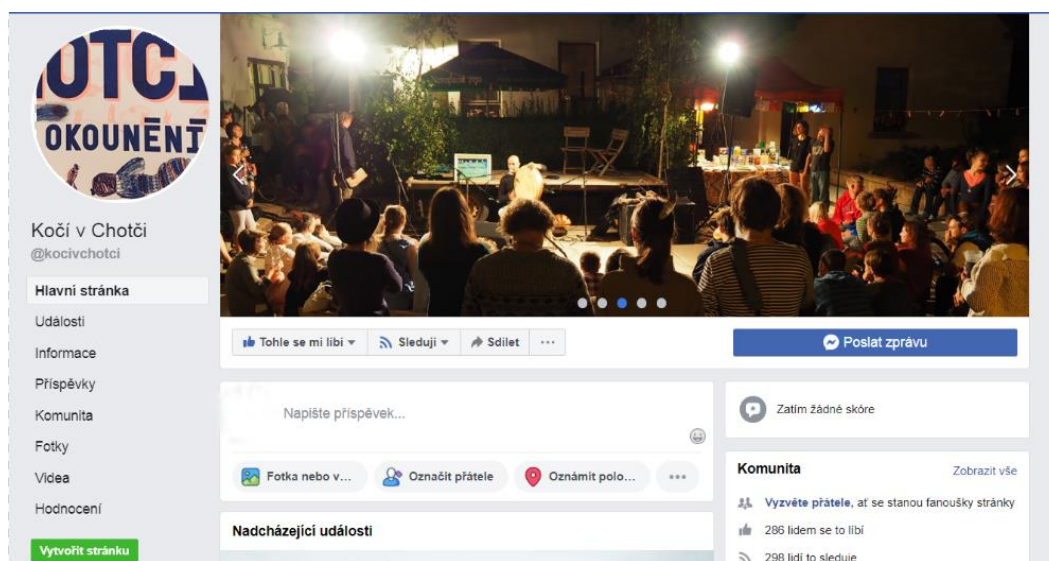 OTCI
OKOUNĒNĪ
Kočí v Chotči
@kocivchotci
Hlavní stránka
Události
Informace
Příspěvky
Komunita
Fotky
Videa
Hodnocení
Vytvořit stránku
Tohle se mi líbí
Sleduji
Sdílet
...
Poslat zprávu
Napište příspěvek...
Fotka nebo v...
Označit přátele
Oznámit polo...
...
Nadcházející události
Zatím žádné skóre
Komunita
Zobrazit vše
Vyzvěte přátele, ať se stanou fanoušky stránky
286 lidem se to líbí
298 lidí to sleduje